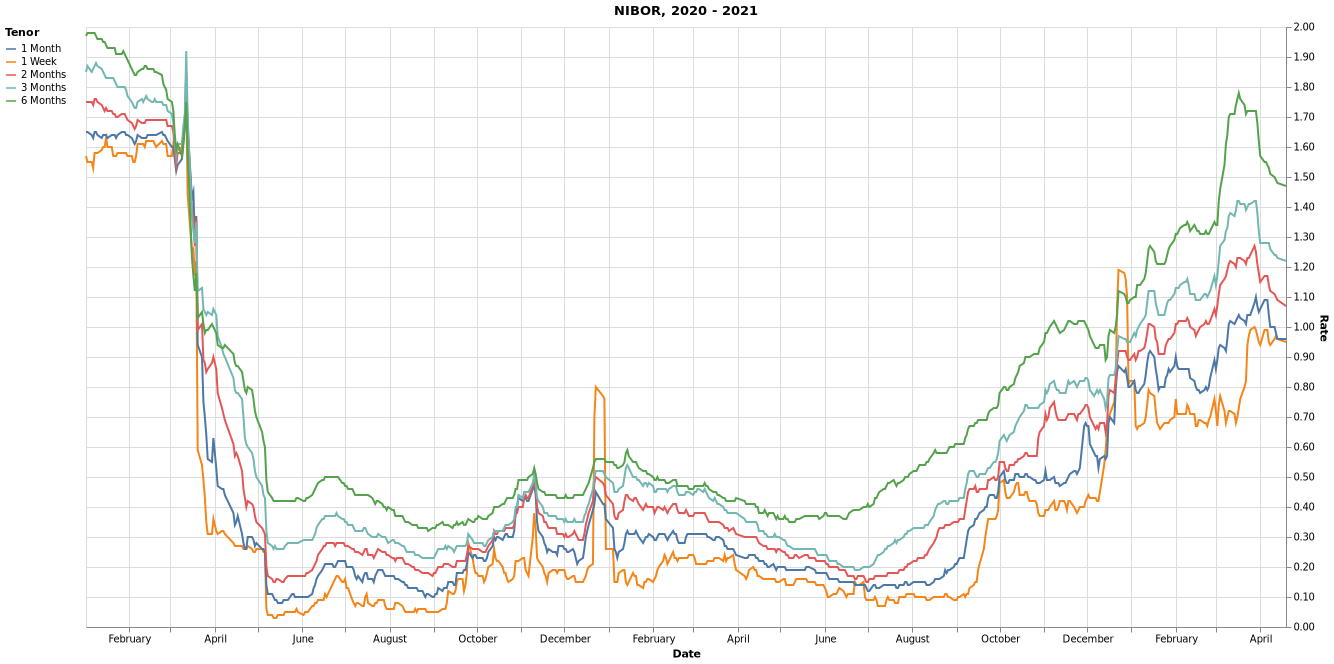 NIBOR, 2020 - 2021
Tenor
1 Month
1 Week
2 Months
3 Months
6 Months
2.00
1.90
1.80
1.70
1.60
1.50
1.40
1.30
1.20
1.10
1.00
0.90
0.80
0.70
0.60
0.50
0.40
0.30
0.20
0.10
0.00
Rate
February April June August October December February April June August October December February April
Date